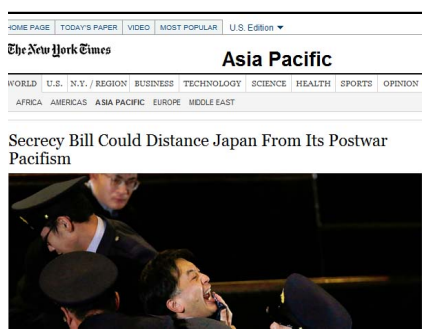 HOME PAGE TODAY'S PAPER VIDEO MOST POPULAR U.S. Edition
The New York Times
Asia Pacific
WORLD U.S. N.Y. / REGION BUSINESS TECHNOLOGY SCIENCE HEALTH SPORTS OPINION
AFRICA AMERICAS ASIA PACIFIC EUROPE MIDDLE EAST
Secrecy Bill Could Distance Japan From Its Postwar
Pacifism